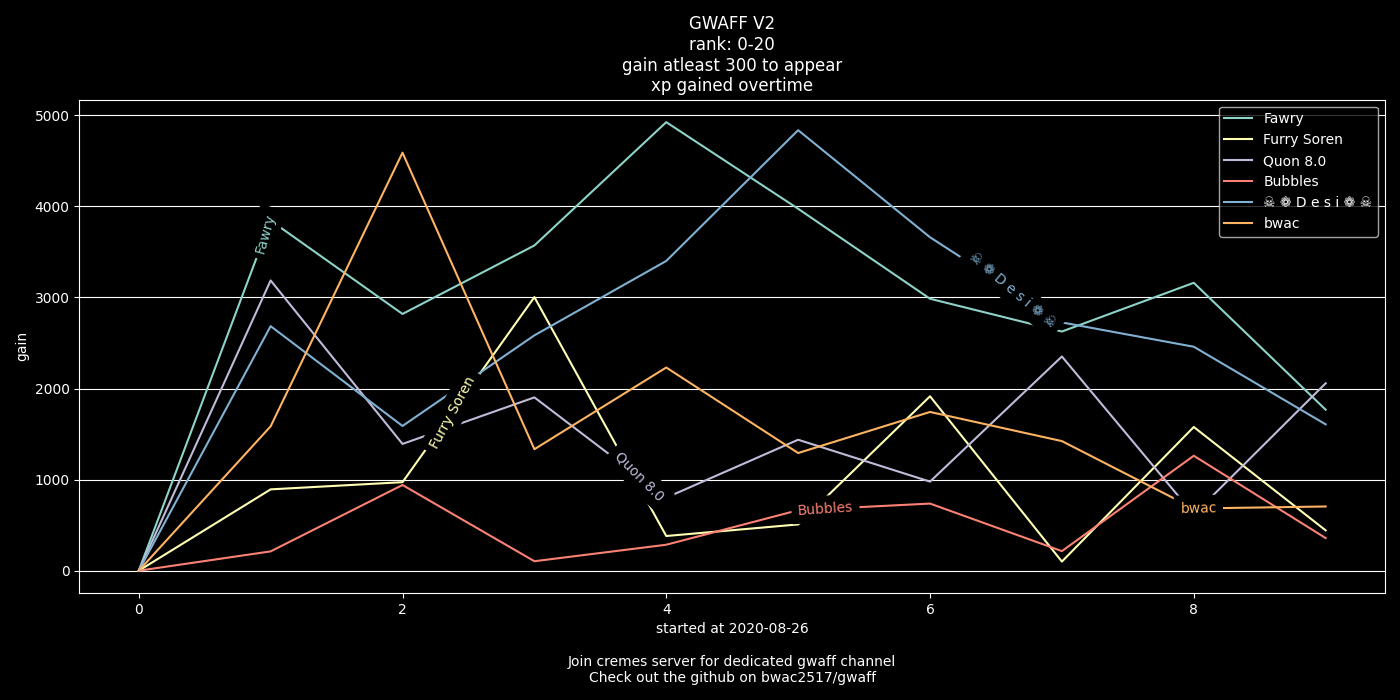 GWAFF V2
rank: 0-20
gain atleast 300 to appear
xp gained overtime
5000
4000
3000
2000
1000
0
gain
0 2 4 6 8
started at 2020-08-26
Fawry
Furry Soren
Quon 8.0
Bubbles
☠ ❁ D e s i ❁ ☠
bwac
Fawry
Furry Soren
Quon 8.0
Bubbles
☠ ❁ D e s i ❁ ☠
bwac
Join cremes server for dedicated gwaff channel
Check out the github on bwac2517/gwaff